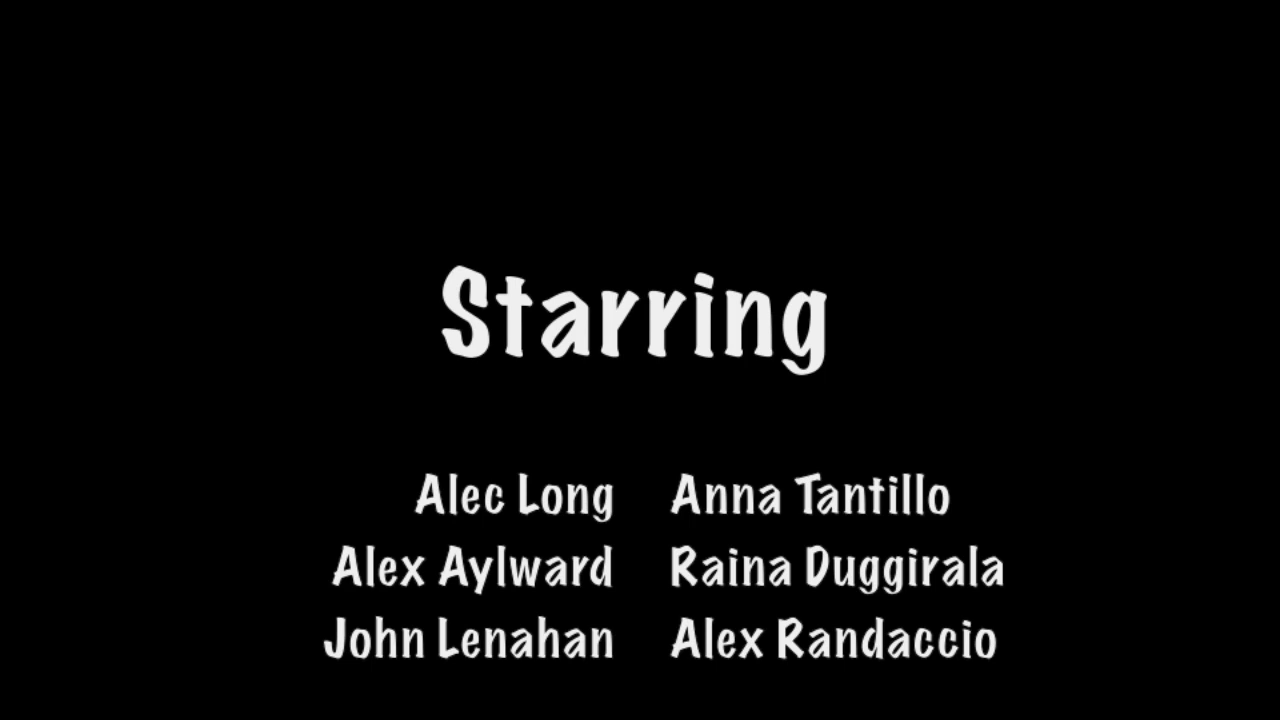 Starring
Alec Long Anna Tantillo
Alex Aylward Raina Duggirala
John Lenahan Alex Randaccio